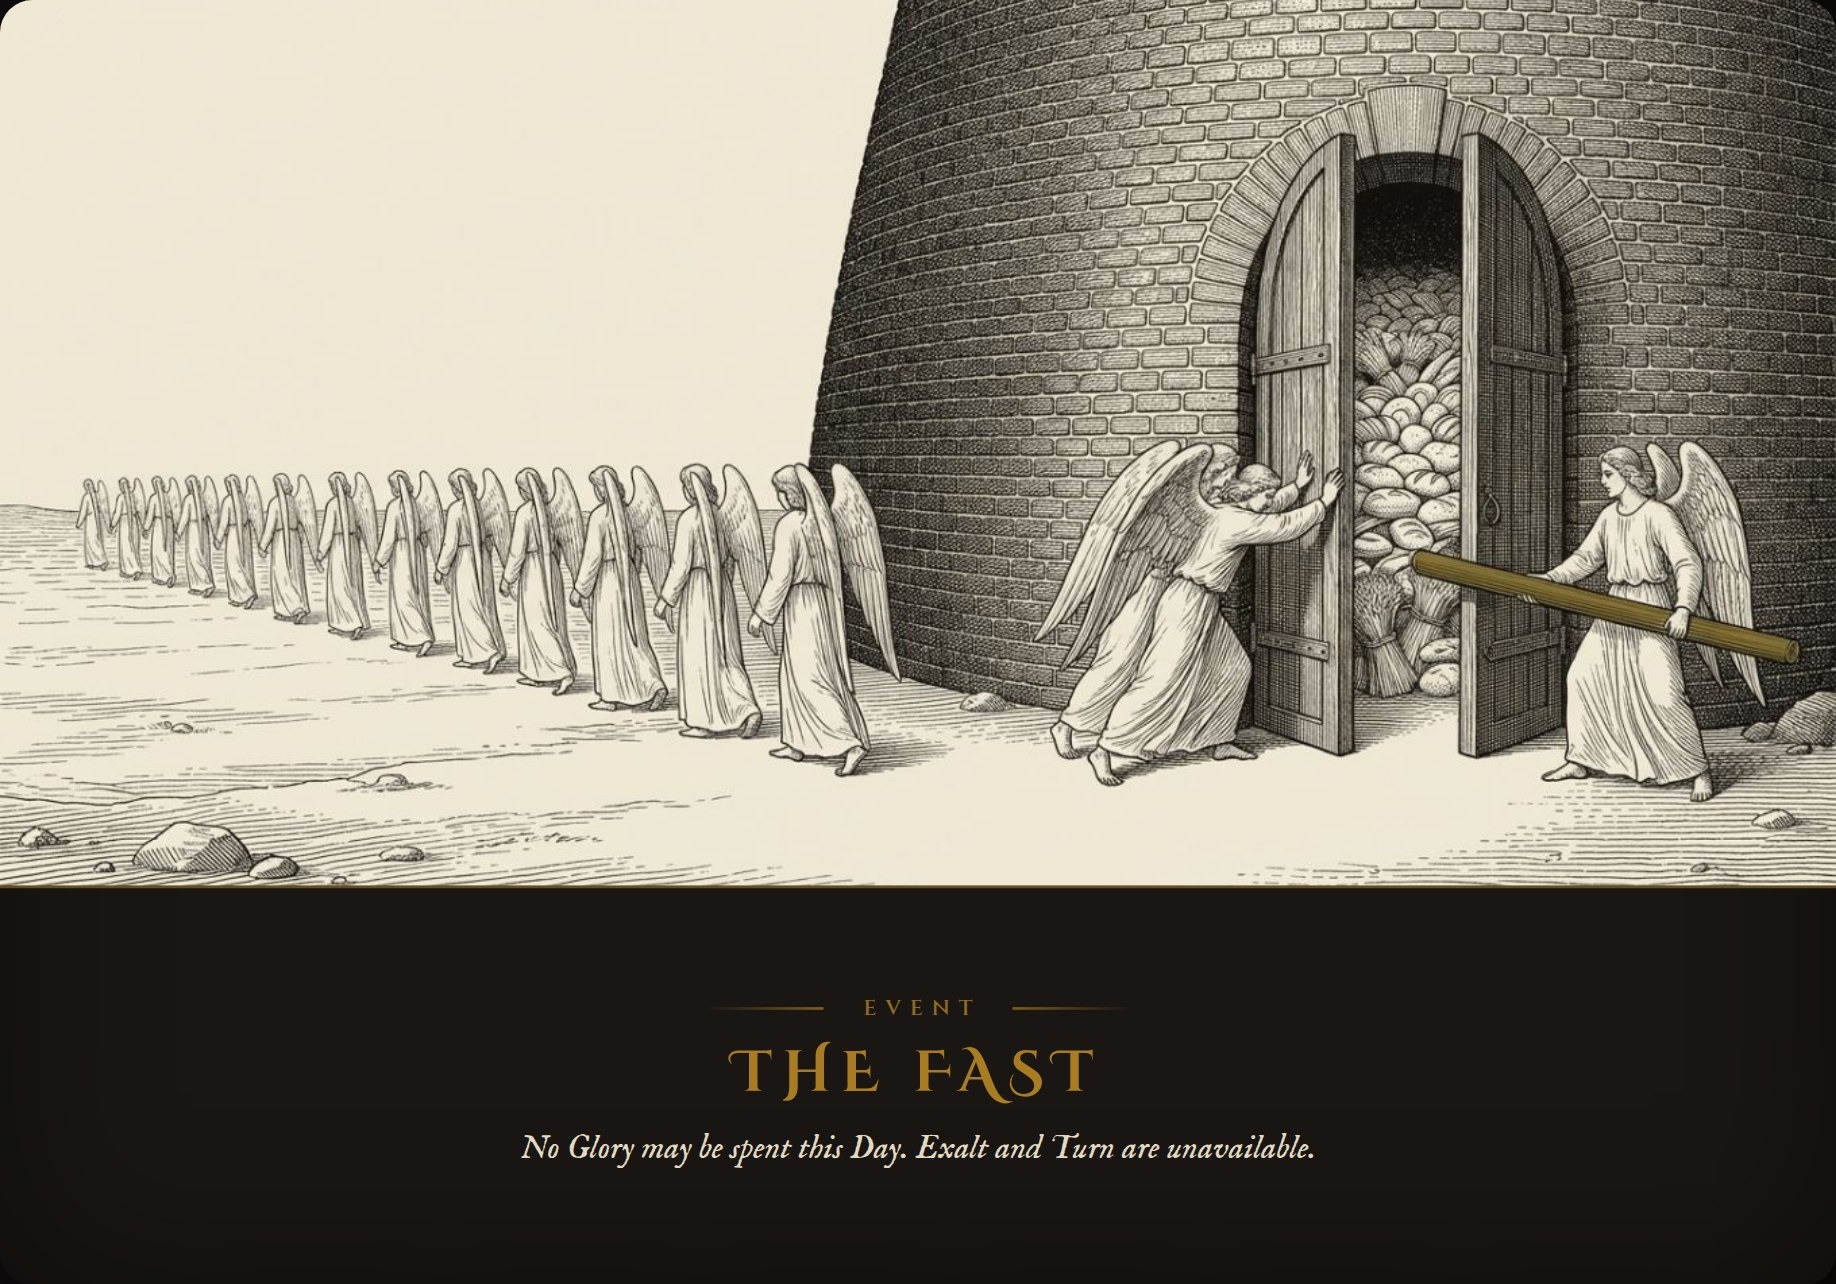 EVENT
THE FAST
No Glory may be spent this Day. Exalt and Turn are unavailable.